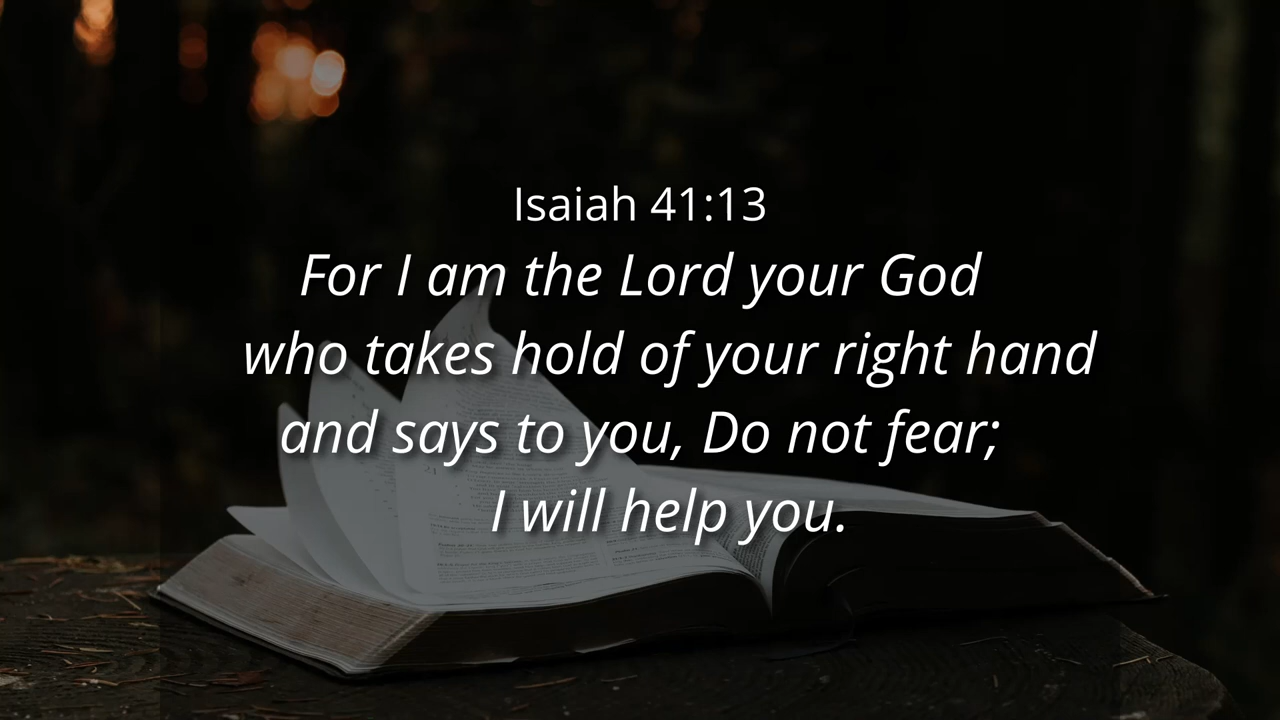 Isaiah 41:13
For I am the Lord your God
who takes hold of your right hand
and says to you, Do not fear;
I will help you.